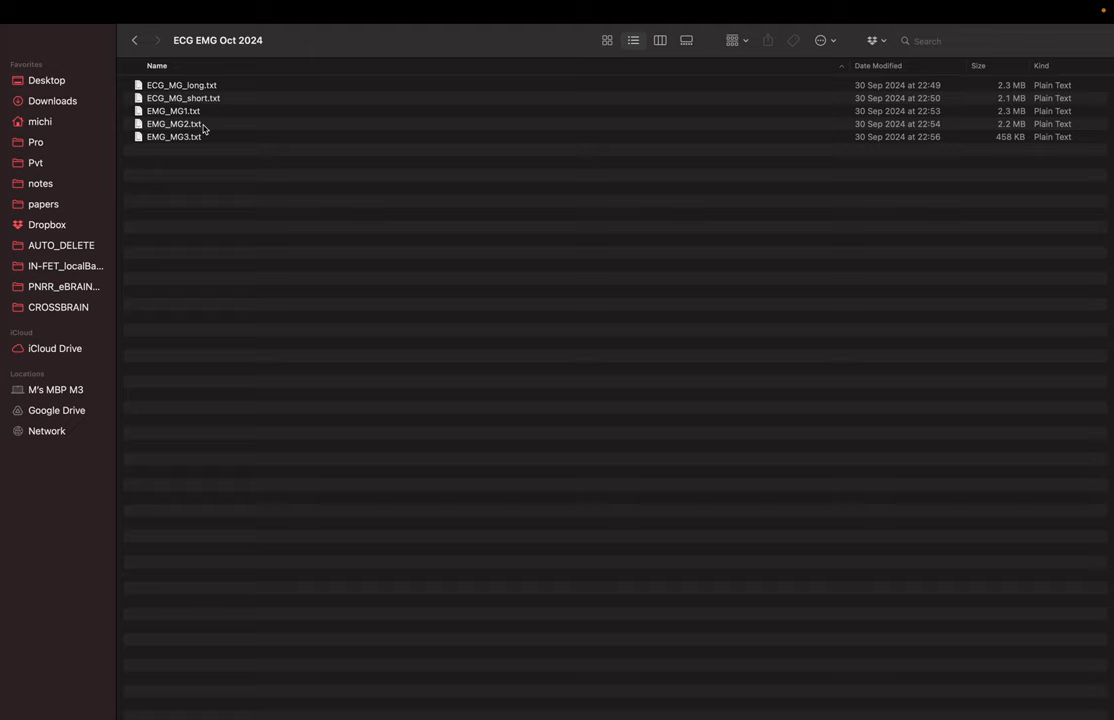 ECG EMG Oct 2024
Search
Favorites
Desktop
Downloads
michi
Pro
Pvt
notes
papers
Dropbox
AUTO_DELETE
IN-FET_localBa...
PNRR_eBRAIN...
CROSSBRAIN
iCloud
iCloud Drive
Locations
M's MBP M3
Google Drive
Network
Name Date Modified Size Kind
ECG_MG_long.txt 30 Sep 2024 at 22:49 2.3 MB Plain Text
ECG_MG_short.txt 30 Sep 2024 at 22:50 2.1 MB Plain Text
EMG_MG1.txt 30 Sep 2024 at 22:53 2.3 MB Plain Text
EMG_MG2.txt 30 Sep 2024 at 22:54 2.2 MB Plain Text
EMG_MG3.txt 30 Sep 2024 at 22:56 458 KB Plain Text